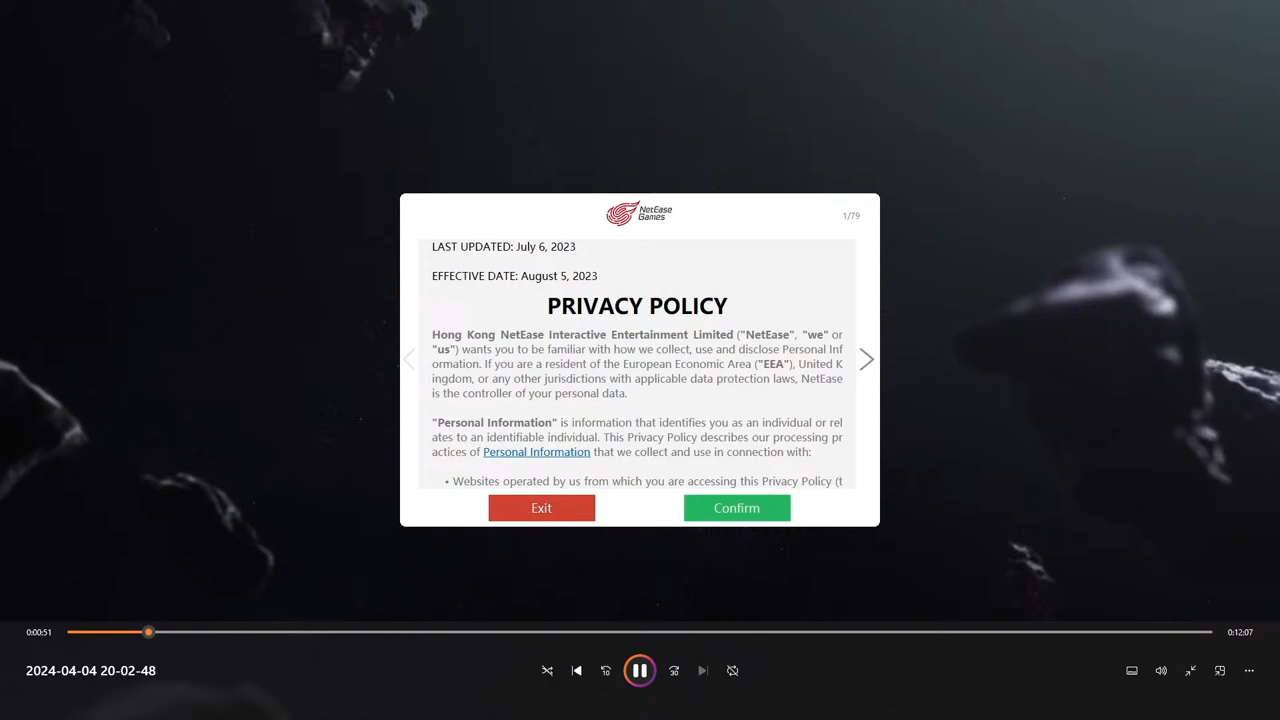 NetEase
Games
1/79
LAST UPDATED: July 6, 2023
EFFECTIVE DATE: August 5, 2023
PRIVACY POLICY
Hong Kong NetEase Interactive Entertainment Limited ("NetEase", "we" or
"us") wants you to be familiar with how we collect, use and disclose Personal Inf
ormation. If you are a resident of the European Economic Area ("EEA"), United K
ingdom, or any other jurisdictions with applicable data protection laws, NetEase
is the controller of your personal data.
"Personal Information" is information that identifies you as an individual or rel
ates to an identifiable individual. This Privacy Policy describes our processing pr
actices of Personal Information that we collect and use in connection with:
• Websites operated by us from which you are accessing this Privacy Policy (t
Exit
Confirm
0:00:51
0:12:07
2024-04-04 20-02-48
10
30